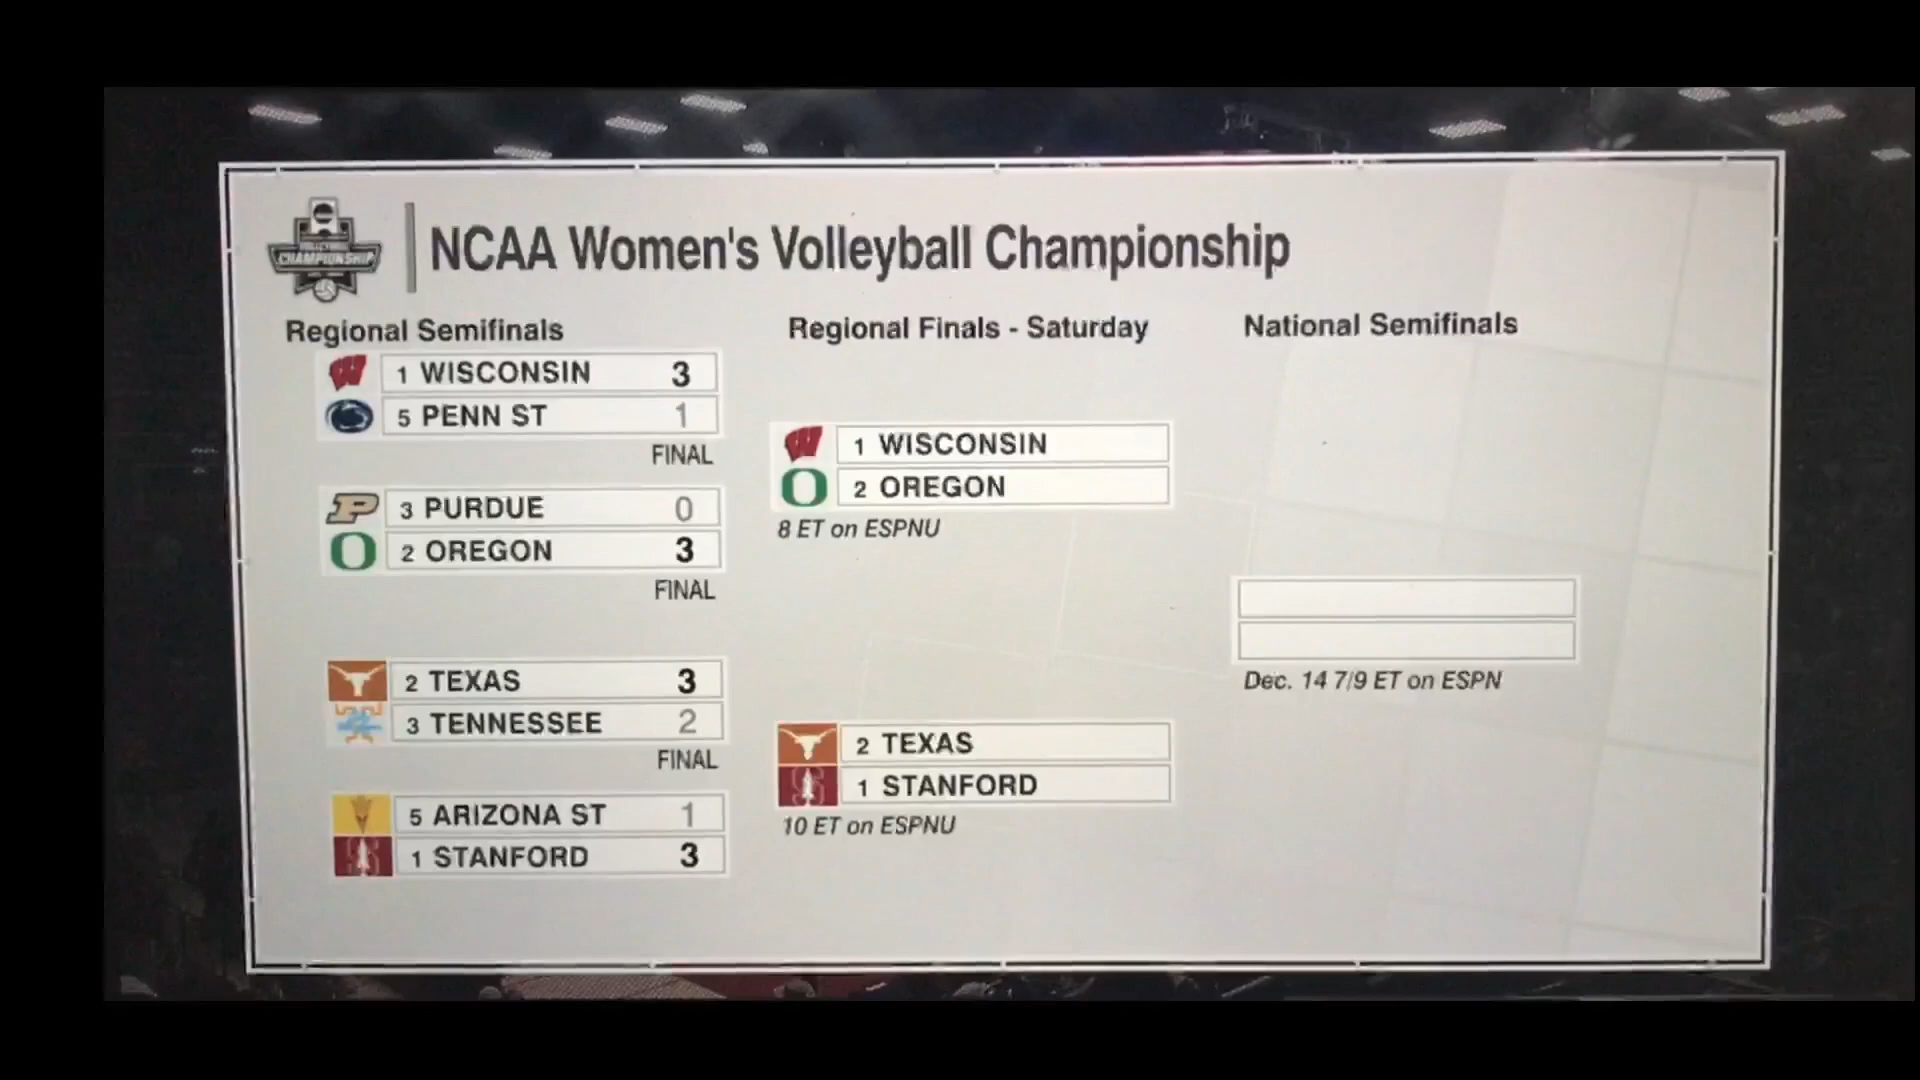 CHAMPIONSHIP
NCAA Women's Volleyball Championship
Regional Semifinals
1 WISCONSIN 3
5 PENN ST 1
FINAL
3 PURDUE 0
2 OREGON 3
FINAL
2 TEXAS 3
3 TENNESSEE 2
FINAL
5 ARIZONA ST 1
1 STANFORD 3
Regional Finals - Saturday
1 WISCONSIN
2 OREGON
8 ET on ESPNU
2 TEXAS
1 STANFORD
10 ET on ESPNU
National Semifinals
Dec. 14 7/9 ET on ESPN